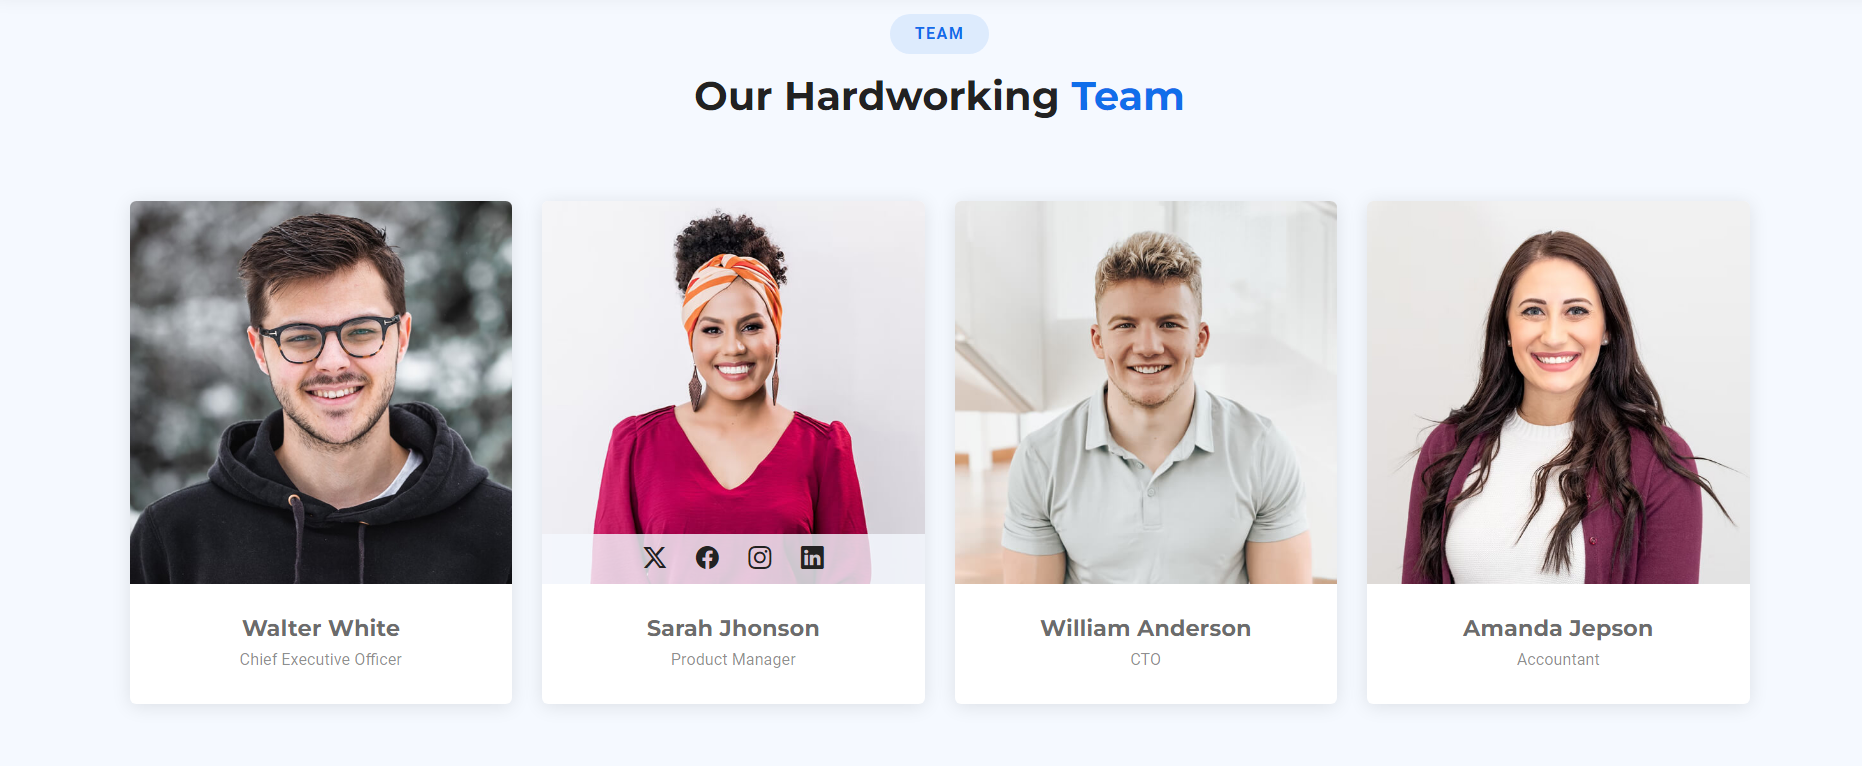 TEAM
Our Hardworking Team
Walter White
Chief Executive Officer
Sarah Jhonson
Product Manager
William Anderson
CTO
Amanda Jepson
Accountant